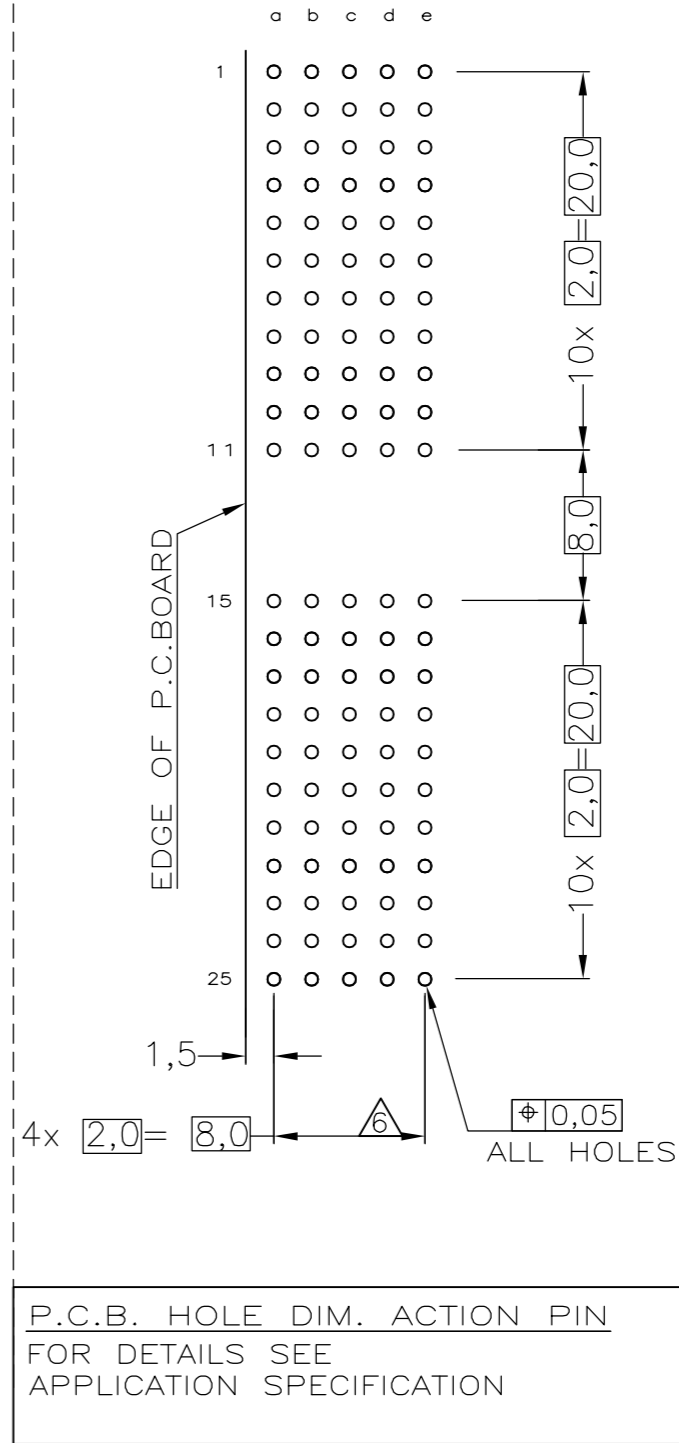 a b c d e
1
10x 2,0=20,0
11
8,0
EDGE OF P.C.BOARD
15
10x 2,0=20,0
25
1,5
4x 2,0= 8,0
6
⌖ 0,05
ALL HOLES
P.C.B. HOLE DIM. ACTION PIN
FOR DETAILS SEE
APPLICATION SPECIFICATION